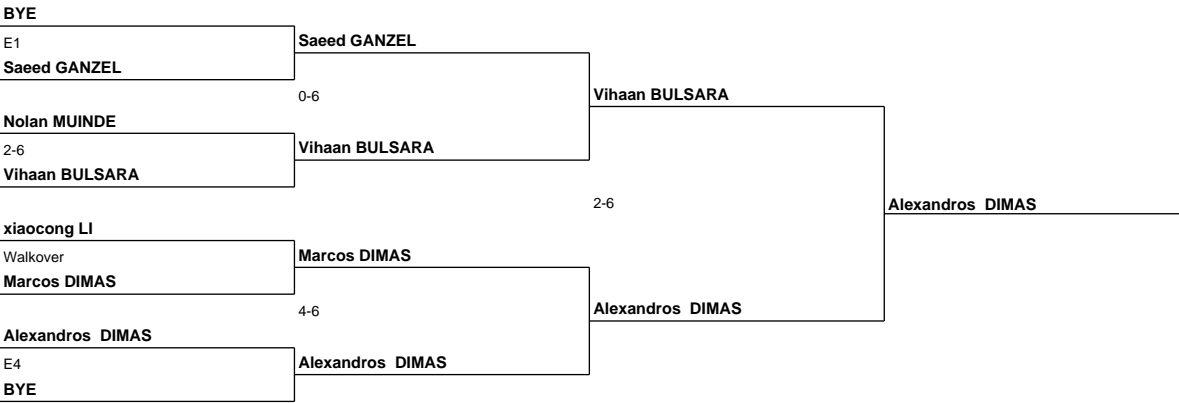 BYE
E1
Saeed GANZEL
Saeed GANZEL
0-6
Nolan MUINDE
2-6
Vihaan BULSARA
Vihaan BULSARA
Vihaan BULSARA
2-6
xiaocong LI
Walkover
Marcos DIMAS
Marcos DIMAS
4-6
Alexandros  DIMAS
E4
BYE
Alexandros  DIMAS
Alexandros  DIMAS
Alexandros  DIMAS